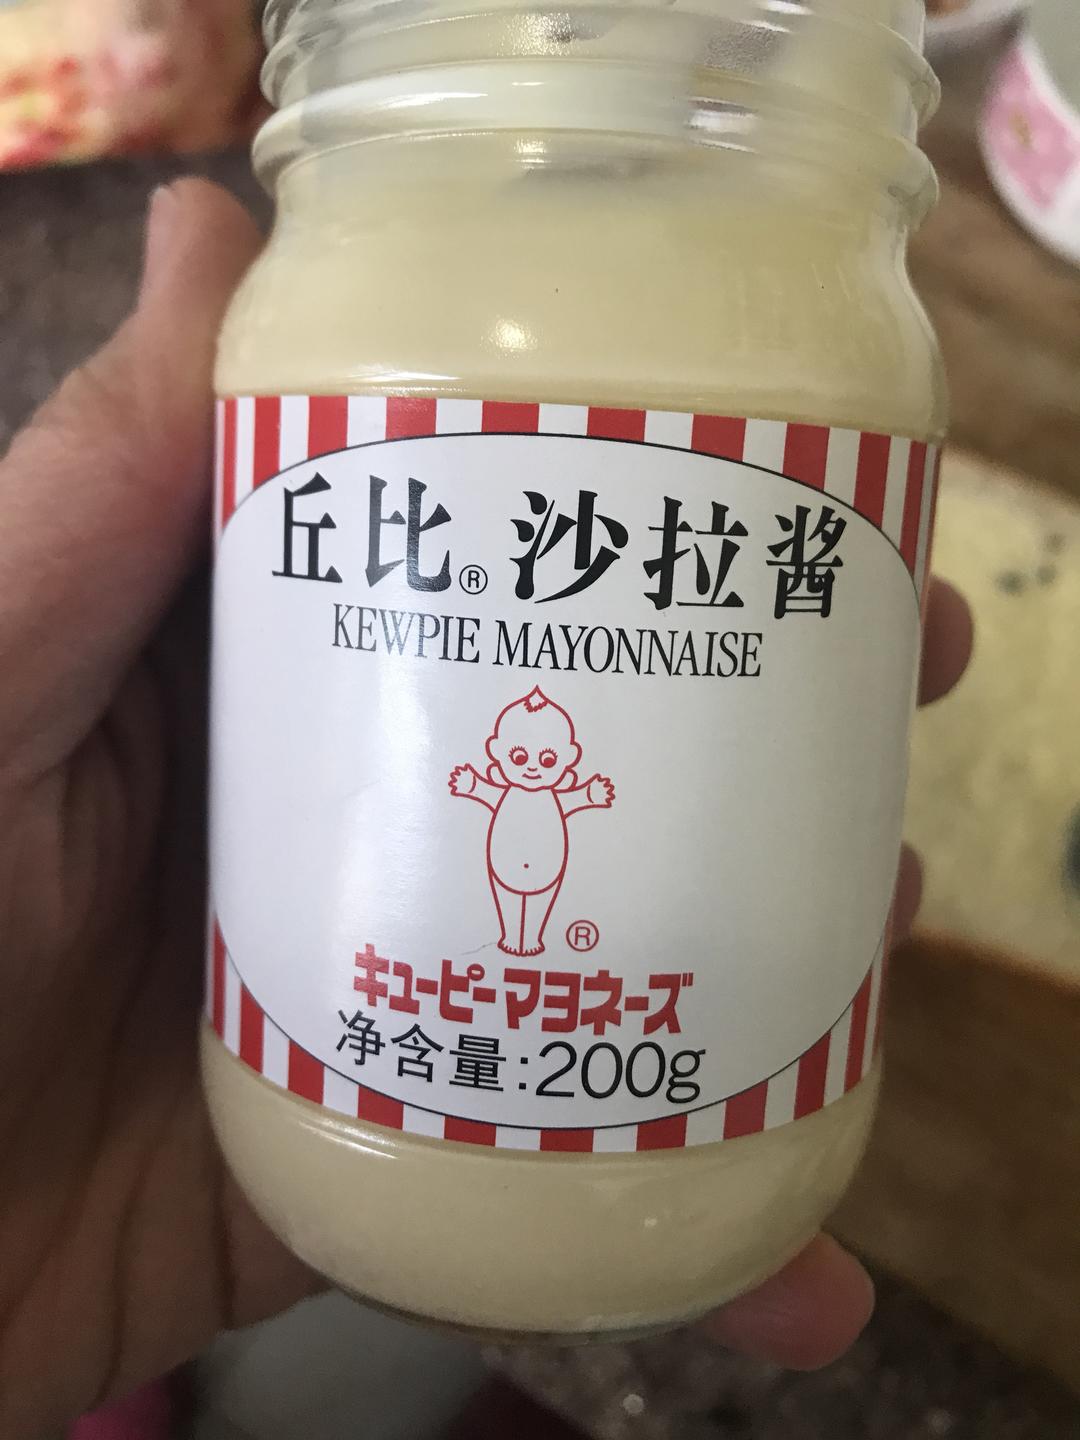 丘比® 沙拉酱
KEWPIE MAYONNAISE
®
キューピーマヨネーズ
净含量:200g